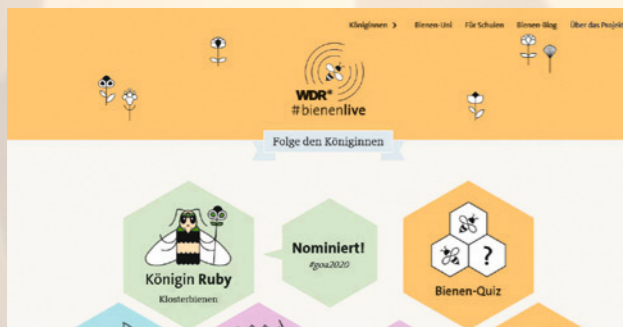 Königinnen > Bienen-Uni Für Schulen Bienen-Blog Über das Projekt
WDR®
#bienenlive
Folge den Königinnen
Königin Ruby
Klosterbienen
Nominiert!
#goa2020
?
Bienen-Quiz